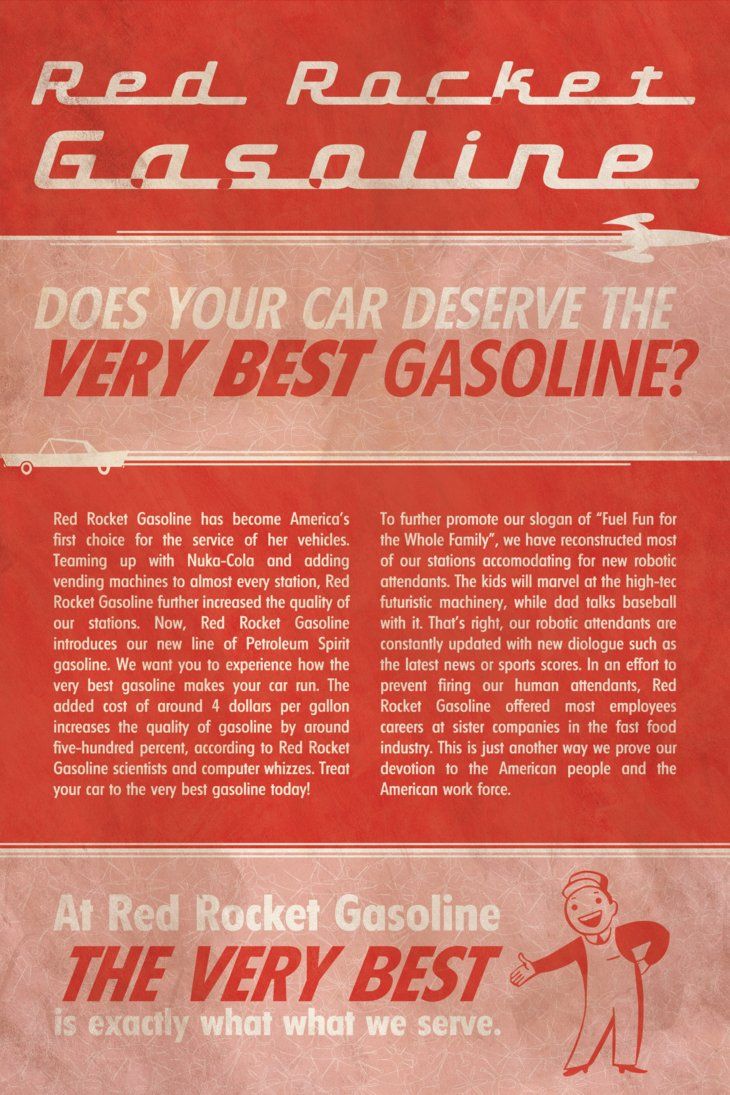 Red Rocket
Gasoline
DOES YOUR CAR DESERVE THE
VERY BEST GASOLINE?
Red Rocket Gasoline has become America's
first choice for the service of her vehicles.
Teaming up with Nuka-Cola and adding
vending machines to almost every station, Red
Rocket Gasoline further increased the quality of
our stations. Now, Red Rocket Gasoline
introduces our new line of Petroleum Spirit
gasoline. We want you to experience how the
very best gasoline makes your car run. The
added cost of around 4 dollars per gallon
increases the quality of gasoline by around
five-hundred percent, according to Red Rocket
Gasoline scientists and computer whizzes. Treat
your car to the very best gasoline today!
To further promote our slogan of "Fuel Fun for
the Whole Family", we have reconstructed most
of our stations accomodating for new robotic
attendants. The kids will marvel at the high-tec
futuristic machinery, while dad talks baseball
with it. That's right, our robotic attendants are
constantly updated with new diologue such as
the latest news or sports scores. In an effort to
prevent firing our human attendants, Red
Rocket Gasoline offered most employees
careers at sister companies in the fast food
industry. This is just another way we prove our
devotion to the American people and the
American work force.
At Red Rocket Gasoline
THE VERY BEST
is exactly what what we serve.